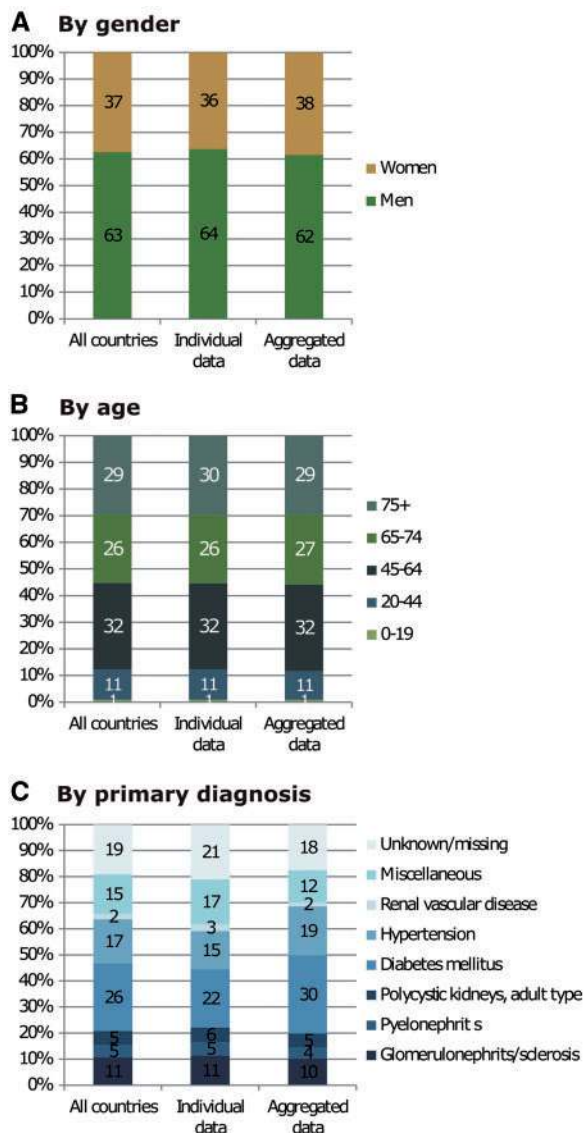 A By gender
100%
90%
80%
70%
60%
50%
40%
30%
20%
10%
0%
37 36 38
63 64 62
Women
Men
All countries Individual data Aggregated data
B By age
100%
90%
80%
70%
60%
50%
40%
30%
20%
10%
0%
29 30 29
26 26 27
32 32 32
11 11 11
1 1 1
75+
65-74
45-64
20-44
0-19
All countries Individual data Aggregated data
C By primary diagnosis
100%
90%
80%
70%
60%
50%
40%
30%
20%
10%
0%
19 21 18
15 17 12
2 3 2
17 15 19
26 22 30
5 6 5
5 5 4
11 11 10
Unknown/missing
Miscellaneous
Renal vascular disease
Hypertension
Diabetes mellitus
Polycystic kidneys, adult type
Pyelonephrit s
Glomerulonephrits/sclerosis
All countries Individual data Aggregated data